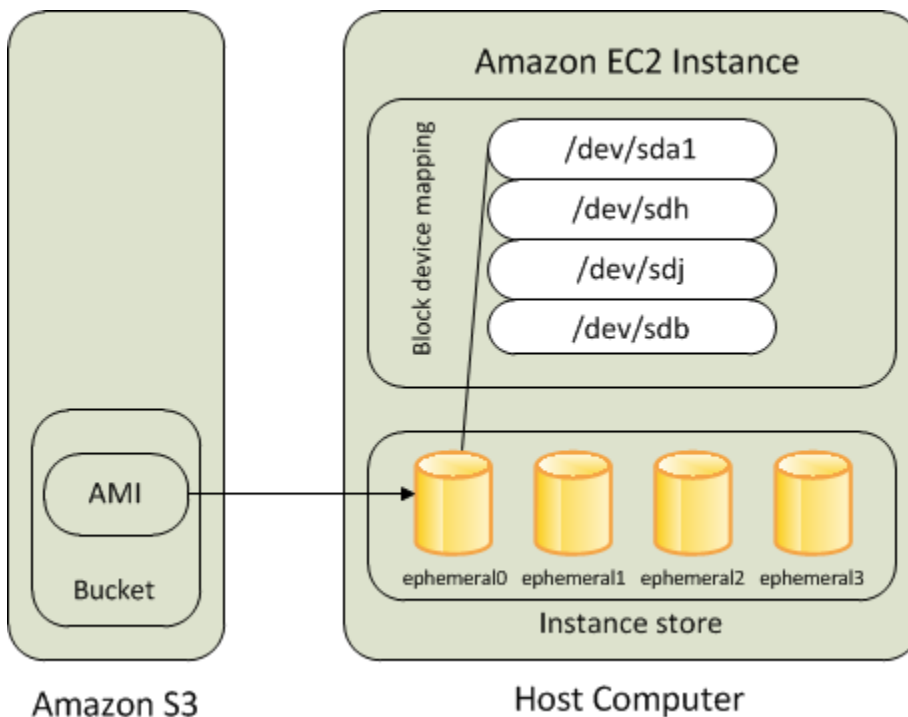 AMI
Bucket
Amazon S3
Amazon EC2 Instance
Block device mapping
/dev/sda1
/dev/sdh
/dev/sdj
/dev/sdb
ephemeral0 ephemeral1 ephemeral2 ephemeral3
Instance store
Host Computer